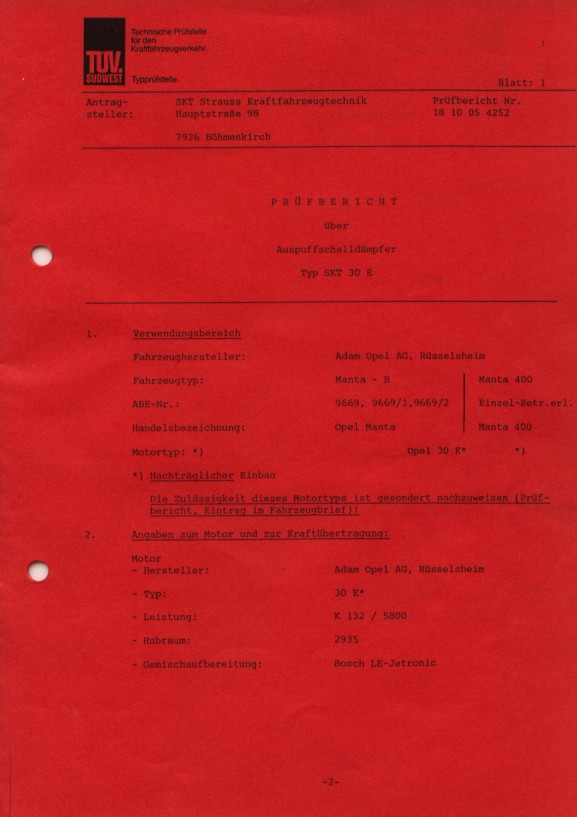 Technische Prüfstelle
für den
Kraftfahrzeugverkehr.
TÜV
SÜDWEST
Typprüfstelle.
Blatt: 1
Antrag- SKT Strauss Kraftfahrzeugtechnik Prüfbericht Nr.
steller: Hauptstraße 98 18 10 05 4252
7926 Böhmenkirch
P R Ü F B E R I C H T
über
Auspuffschalldämpfer
Typ SKT 30 E
1. Verwendungsbereich
Fahrzeughersteller: Adam Opel AG, Rüsselsheim
Fahrzeugtyp: Manta - B Manta 400
ABE-Nr.: 9669, 9669/1,9669/2 Einzel-Betr.erl.
Handelsbezeichnung: Opel Manta Manta 400
Motortyp: *) Opel 30 E* *)
*) Nachträglicher Einbau
Die Zulässigkeit dieses Motortyps ist gesondert nachzuweisen (Prüf-
bericht, Eintrag im Fahrzeugbrief)!
2. Angaben zum Motor und zur Kraftübertragung:
Motor
- Hersteller: Adam Opel AG, Rüsselsheim
- Typ: 30 E*
- Leistung: K 132 / 5800
- Hubraum: 2935
- Gemischaufbereitung: Bosch LE-Jetronic
-2-